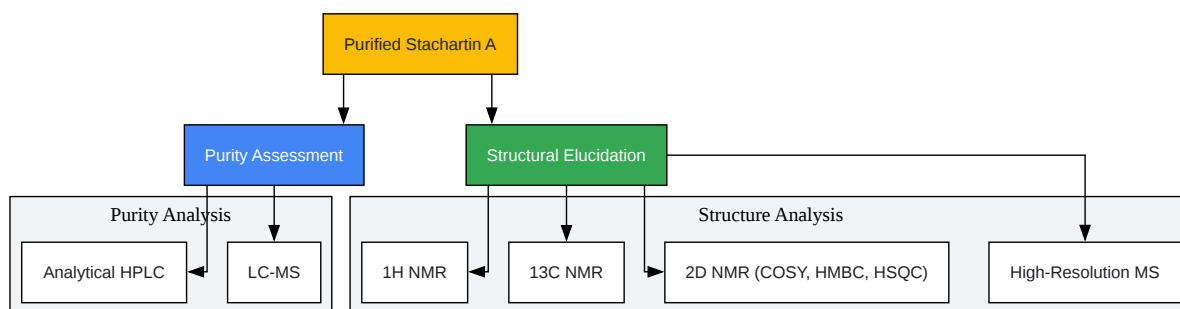 Purified Stachartin A
Purity Assessment
Structural Elucidation
Purity Analysis
Structure Analysis
Analytical HPLC
LC-MS
1H NMR
13C NMR
2D NMR (COSY, HMBC, HSQC)
High-Resolution MS